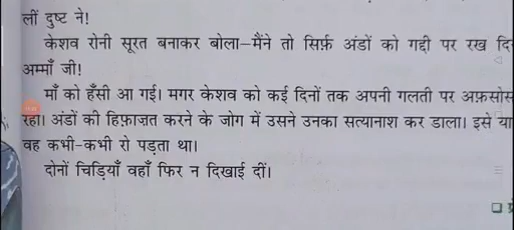 लीं दुष्ट ने!
केशव रोनी सूरत बनाकर बोला—मैंने तो सिर्फ़ अंडों को गद्दी पर रख दि
अम्माँ जी!
माँ को हँसी आ गई। मगर केशव को कई दिनों तक अपनी गलती पर अफ़सोस
रहा। अंडों की हिफ़ाजत करने के जोग में उसने उनका सत्यानाश कर डाला। इसे या
वह कभी-कभी रो पड़ता था।
दोनों चिड़ियाँ वहाँ फिर न दिखाई दीं।